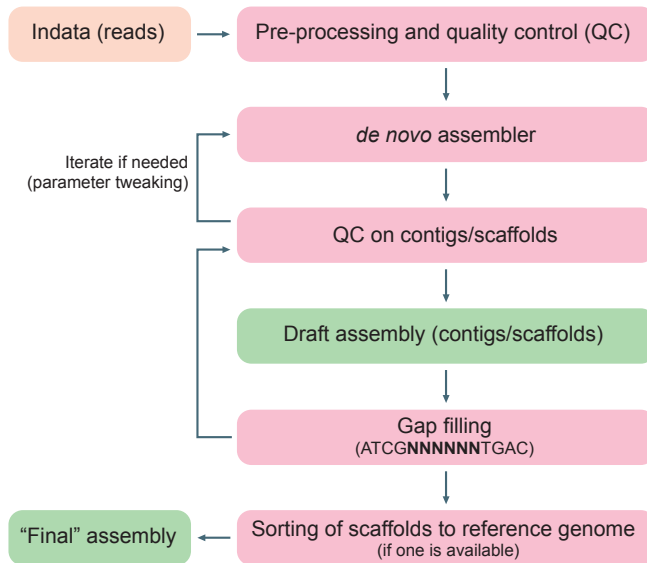 Indata (reads)
Pre-processing and quality control (QC)
de novo assembler
Iterate if needed
(parameter tweaking)
QC on contigs/scaffolds
Draft assembly (contigs/scaffolds)
Gap filling
(ATCGNNNNNNTGAC)
Sorting of scaffolds to reference genome
(if one is available)
“Final” assembly